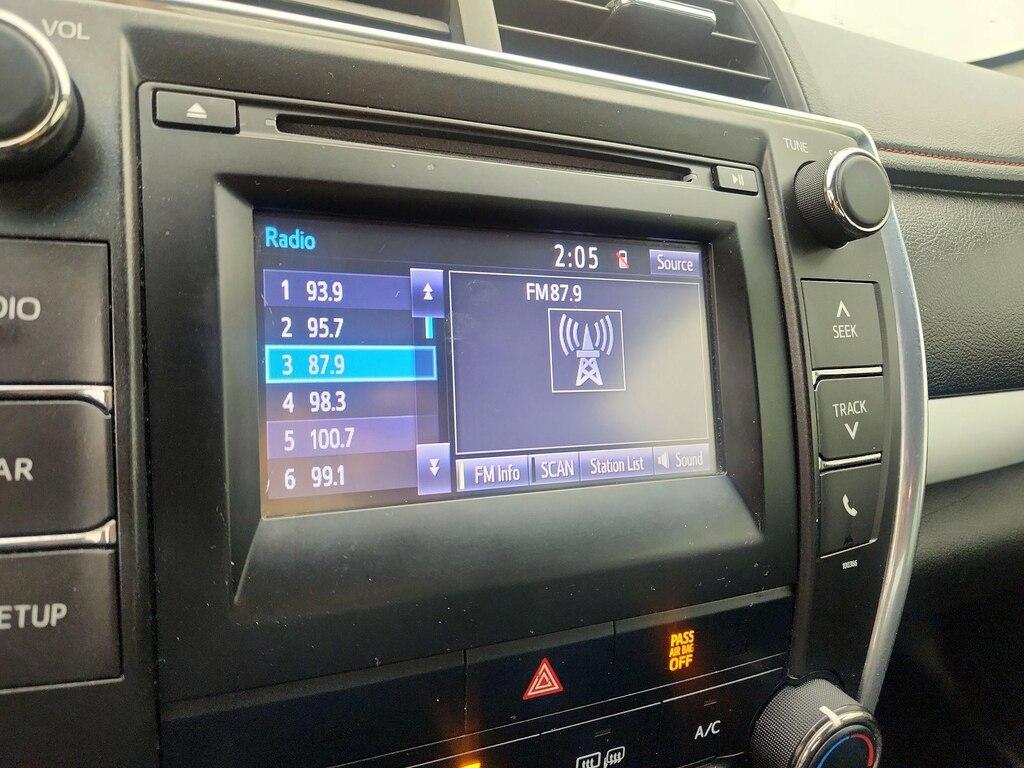 VOL
TUNE
Radio
2:05
Source
1 93.9
2 95.7
3 87.9
4 98.3
5 100.7
6 99.1
FM87.9
FM Info
SCAN
Station List
Sound
SEEK
TRACK
100366
ETUP
PASS
AIR BAG
OFF
A/C